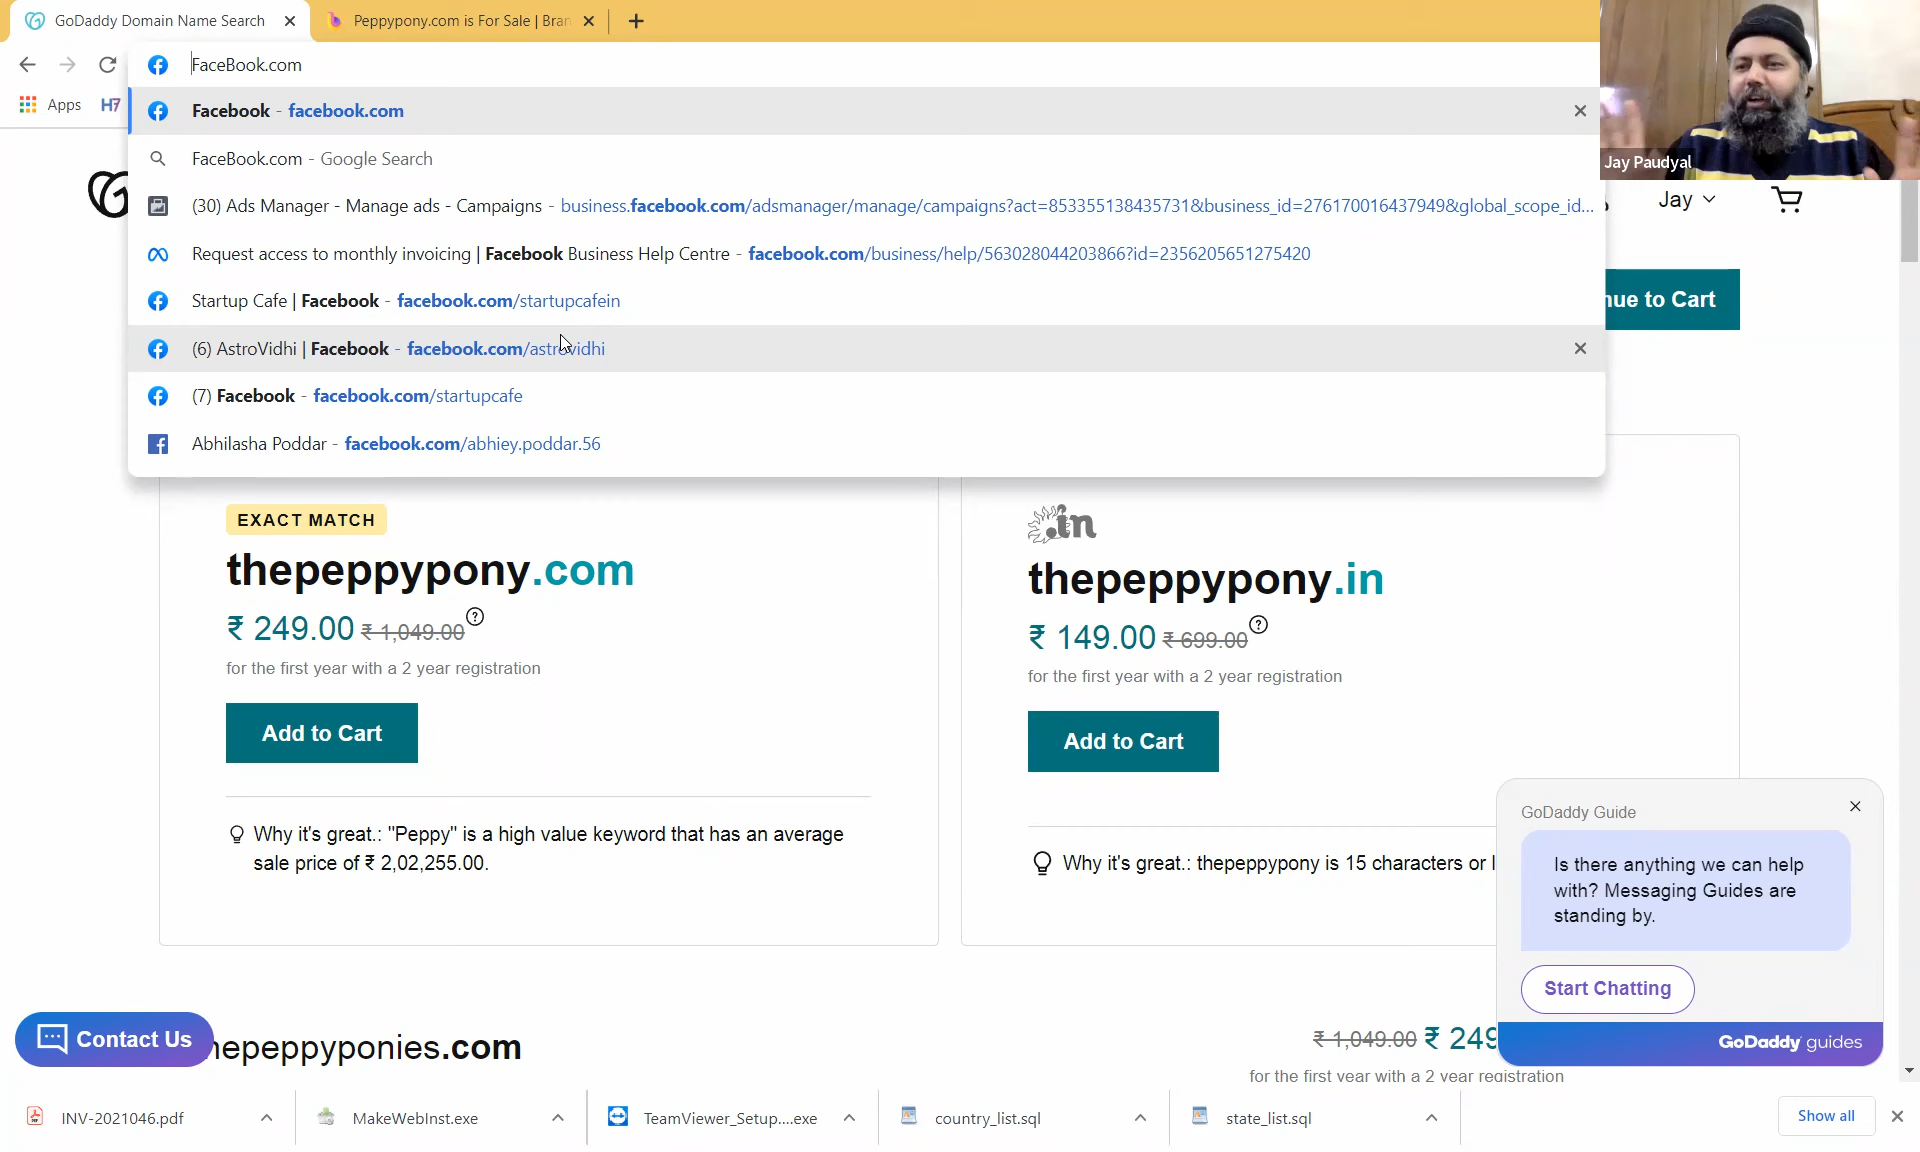 GoDaddy Domain Name Search
Peppypony.com is For Sale | Bran
FaceBook.com
Apps H7
Facebook - facebook.com
FaceBook.com - Google Search
(30) Ads Manager - Manage ads - Campaigns - business.facebook.com/adsmanager/manage/campaigns?act=853355138435731&business_id=276170016437949&global_scope_id...
Request access to monthly invoicing | Facebook Business Help Centre - facebook.com/business/help/563028044203866?id=2356205651275420
Startup Cafe | Facebook - facebook.com/startupcafein
(6) AstroVidhi | Facebook - facebook.com/astrovidhi
(7) Facebook - facebook.com/startupcafe
Abhilasha Poddar - facebook.com/abhiey.poddar.56
Jay Paudyal
Jay
nue to Cart
EXACT MATCH
thepeppypony.com
₹ 249.00 ₹ 1,049.00 ?
for the first year with a 2 year registration
Add to Cart
Why it's great.: "Peppy" is a high value keyword that has an average
sale price of ₹ 2,02,255.00.
.in
thepeppypony.in
₹ 149.00 ₹ 699.00 ?
for the first year with a 2 year registration
Add to Cart
Why it's great.: thepeppypony is 15 characters or l
GoDaddy Guide
Is there anything we can help
with? Messaging Guides are
standing by.
Start Chatting
GoDaddy guides
Contact Us
hepeppyponies.com
₹ 1,049.00 ₹ 249
for the first year with a 2 year registration
INV-2021046.pdf
MakeWebInst.exe
TeamViewer_Setup....exe
country_list.sql
state_list.sql
Show all